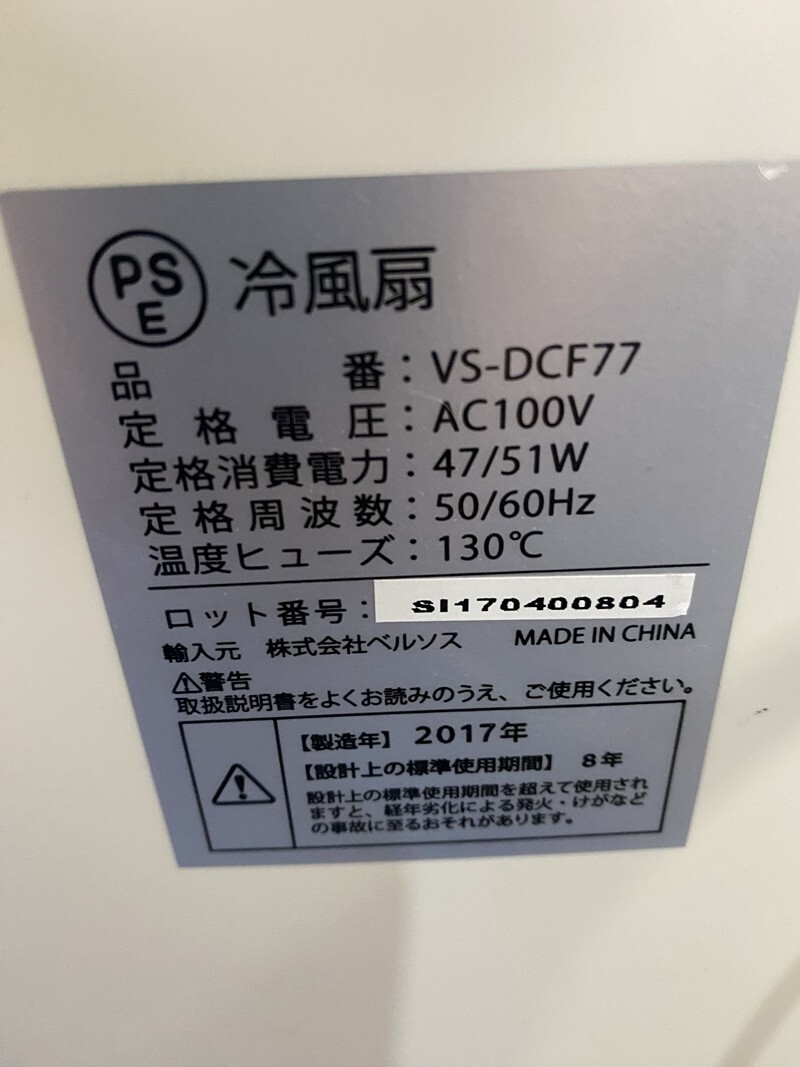 PSE 冷風扇
品番：VS-DCF77
定格電圧：AC100V
定格消費電力：47/51W
定格周波数：50/60Hz
温度ヒューズ：130℃
ロット番号：SI170400804
輸入元 株式会社ベルソス MADE IN CHINA
⚠警告
取扱説明書をよくお読みのうえ、ご使用ください。
【製造年】 2017年
【設計上の標準使用期間】 8年
設計上の標準使用期間を超えて使用され
ますと、経年劣化による発火・けがなど
の事故に至るおそれがあります。